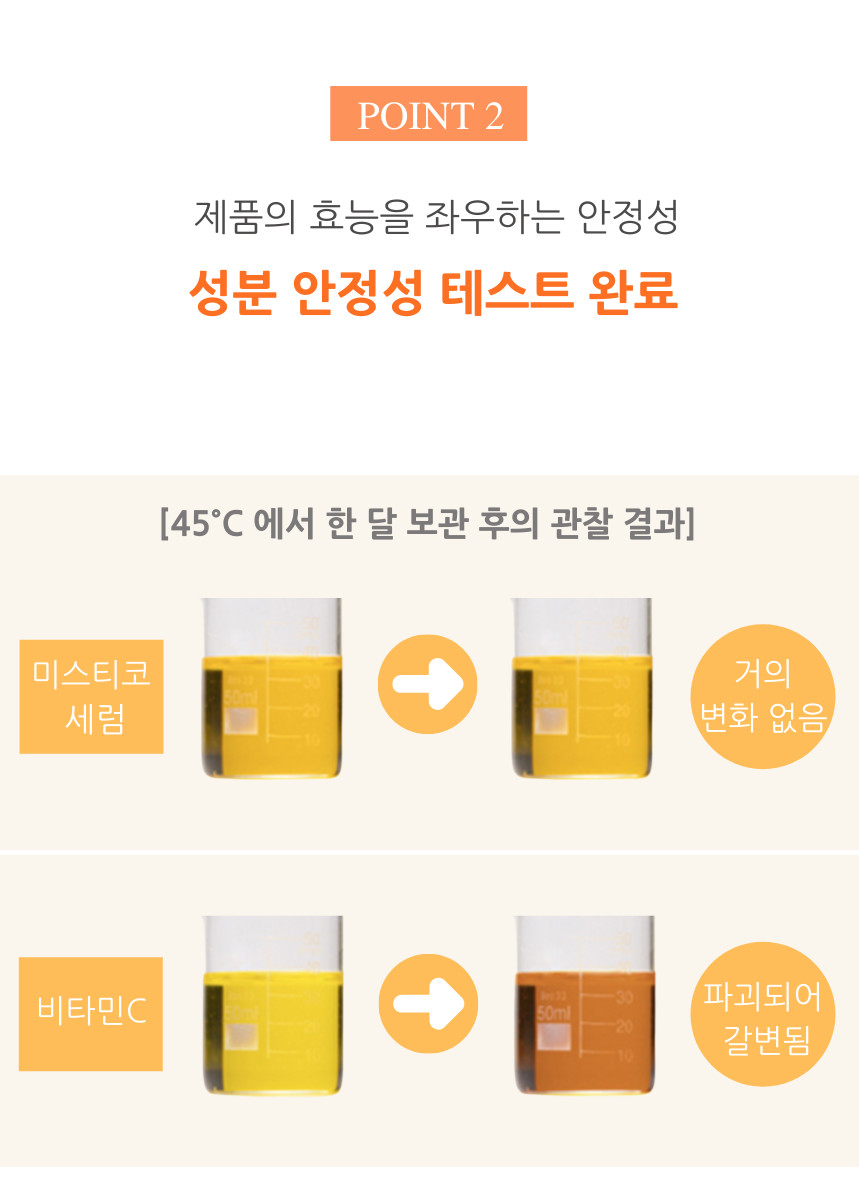 POINT 2
제품의 효능을 좌우하는 안정성
성분 안정성 테스트 완료
[45°C 에서 한 달 보관 후의 관찰 결과]
미스티코
세럼
50ml
30
20
10
50ml
30
20
10
거의
변화 없음
비타민C
50ml
30
20
10
50ml
30
20
10
파괴되어
갈변됨